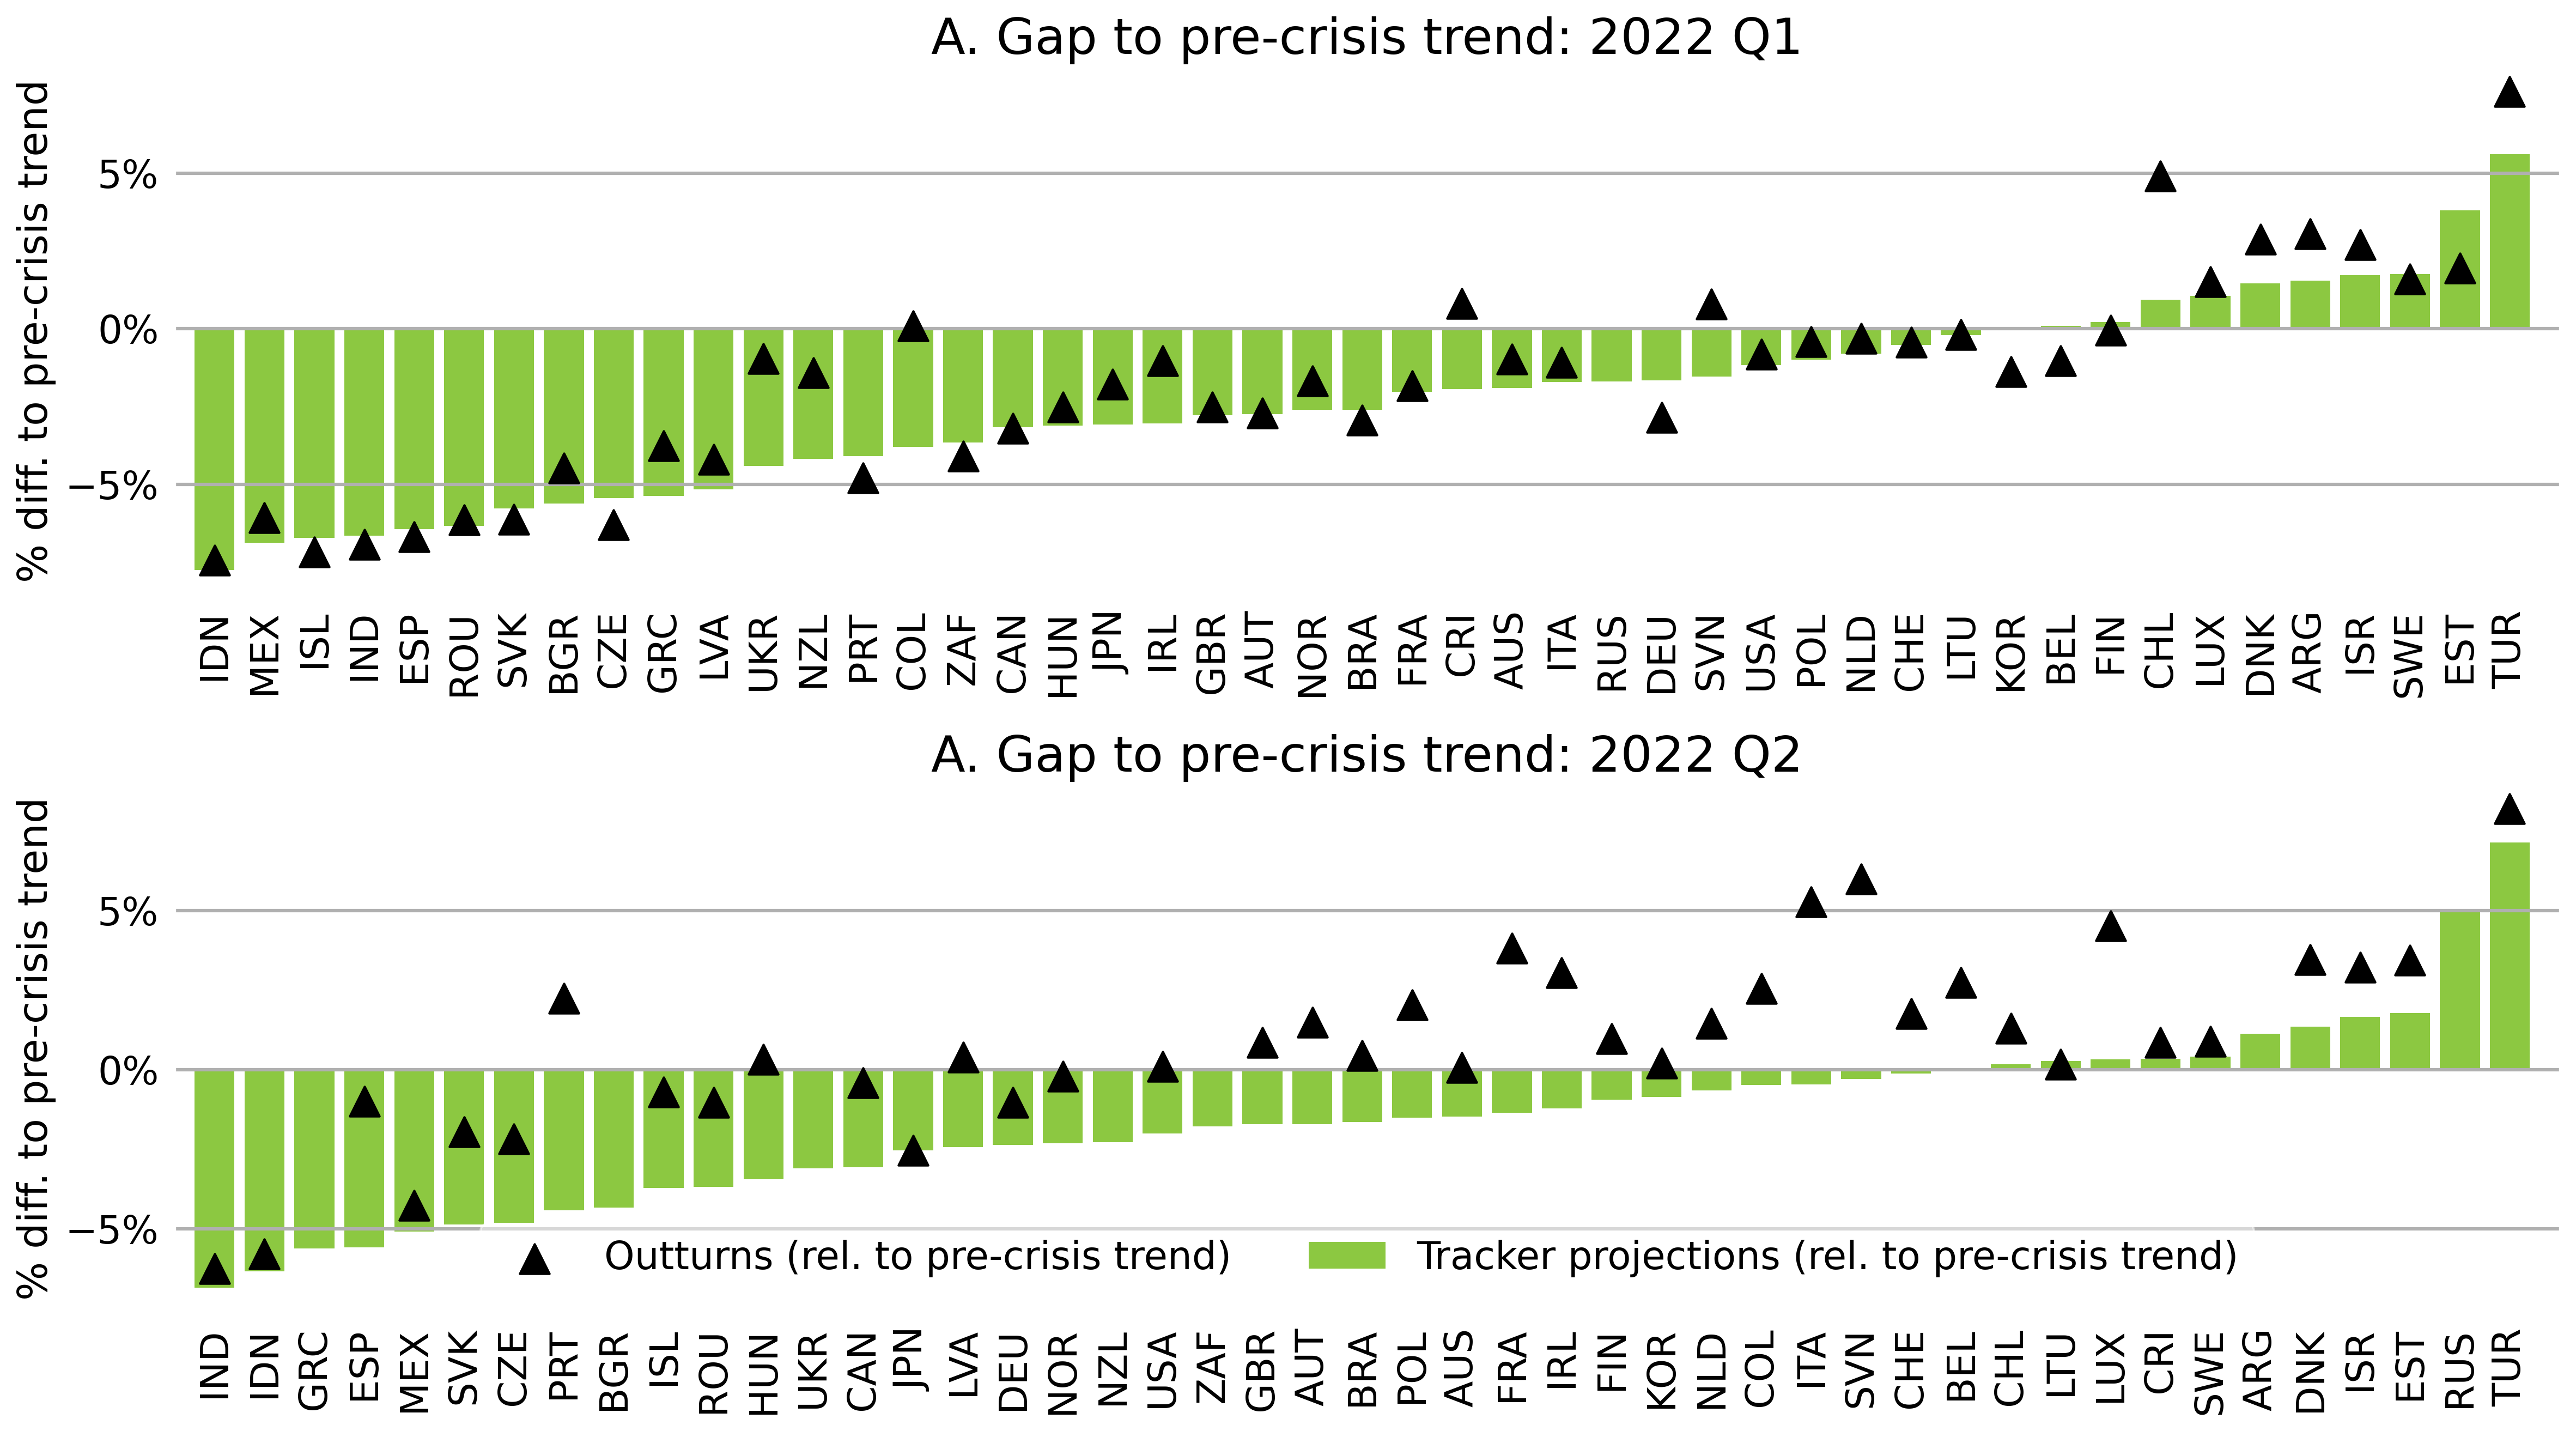 A. Gap to pre-crisis trend: 2022 Q1
% diff. to pre-crisis trend
5%
0%
−5%
IDN MEX ISL IND ESP ROU SVK BGR CZE GRC LVA UKR NZL PRT COL ZAF CAN HUN JPN IRL GBR AUT NOR BRA FRA CRI AUS ITA RUS DEU SVN USA POL NLD CHE LTU KOR BEL FIN CHL LUX DNK ARG ISR SWE EST TUR
A. Gap to pre-crisis trend: 2022 Q2
% diff. to pre-crisis trend
5%
0%
−5%
Outturns (rel. to pre-crisis trend) Tracker projections (rel. to pre-crisis trend)
IND IDN GRC ESP MEX SVK CZE PRT BGR ISL ROU HUN UKR CAN JPN LVA DEU NOR NZL USA ZAF GBR AUT BRA POL AUS FRA IRL FIN KOR NLD COL ITA SVN CHE BEL CHL LTU LUX CRI SWE ARG DNK ISR EST RUS TUR